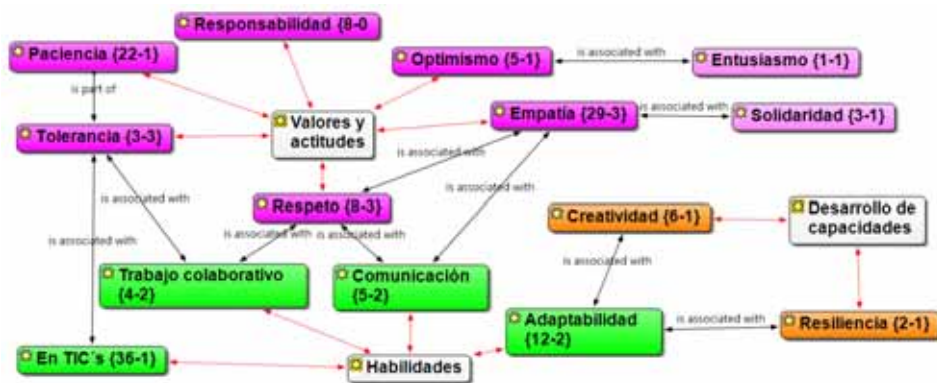 Responsabilidad {8-0
Paciencia {22-1}
Optimismo {5-1}
is associated with
Entusiasmo {1-1}
is part of
Empatía {29-3}
is associated with
Solidaridad {3-1}
Valores y
actitudes
Tolerancia {3-3}
is associated with
is associated with
is associated with
Respeto {8-3}
Creatividad {6-1}
Desarrollo de
capacidades
is associated with
is associated with
is associated with
is associated with
Trabajo colaborativo
{4-2}
Comunicación
{5-2}
Adaptabilidad
{12-2}
is associated with
Resiliencia {2-1}
En TIC´s {36-1}
Habilidades